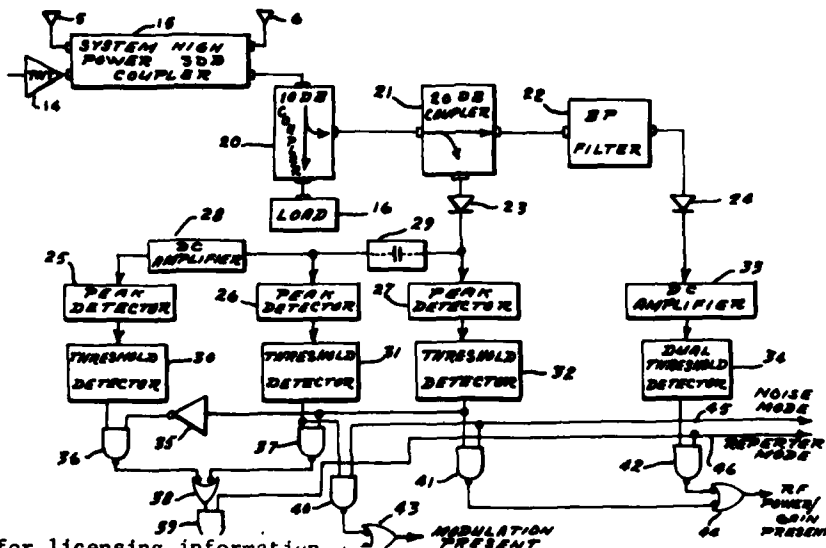 5
15
6
SYSTEM HIGH
POWER 3DB
COUPLER
TWT
14
10 DB
COUPLER
20
21
20 DB
COUPLER
22
BP
FILTER
LOAD
16
23
24
28
DC
AMPLIFIER
29
25
PEAK
DETECTOR
26
PEAK
DETECTOR
27
PEAK
DETECTOR
33
DC
AMPLIFIER
THRESHOLD
DETECTOR
30
THRESHOLD
DETECTOR
31
THRESHOLD
DETECTOR
32
DUAL
THRESHOLD
DETECTOR
34
45
NOISE
MODE
35
36
37
41
42
46
REPEATER
MODE
38
39
40
43
44
RF
POWER/
GAIN
PRESENT
MODULATION
PRESENT
for licensing information